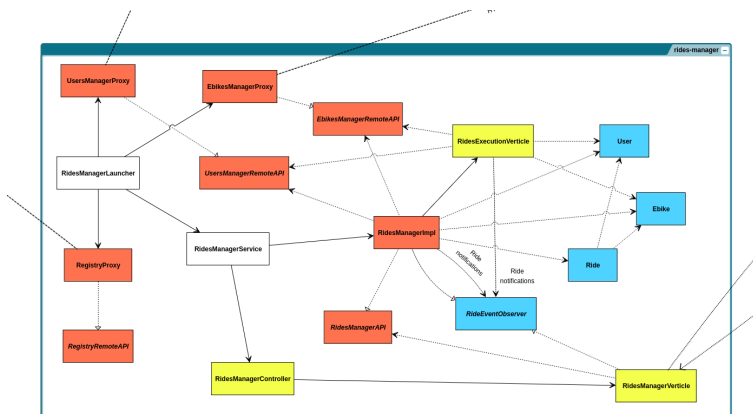 rides-manager
UsersManagerProxy
EbikesManagerProxy
EbikesManagerRemoteAPI
RidesExecutionVerticle
User
RidesManagerLauncher
UsersManagerRemoteAPI
Ebike
RidesManagerImpl
RidesManagerService
RegistryProxy
Ride
Ride
notifications
Ride
notifications
RideEventObserver
RidesManagerAPI
RegistryRemoteAPI
RidesManagerController
RidesManagerVerticle